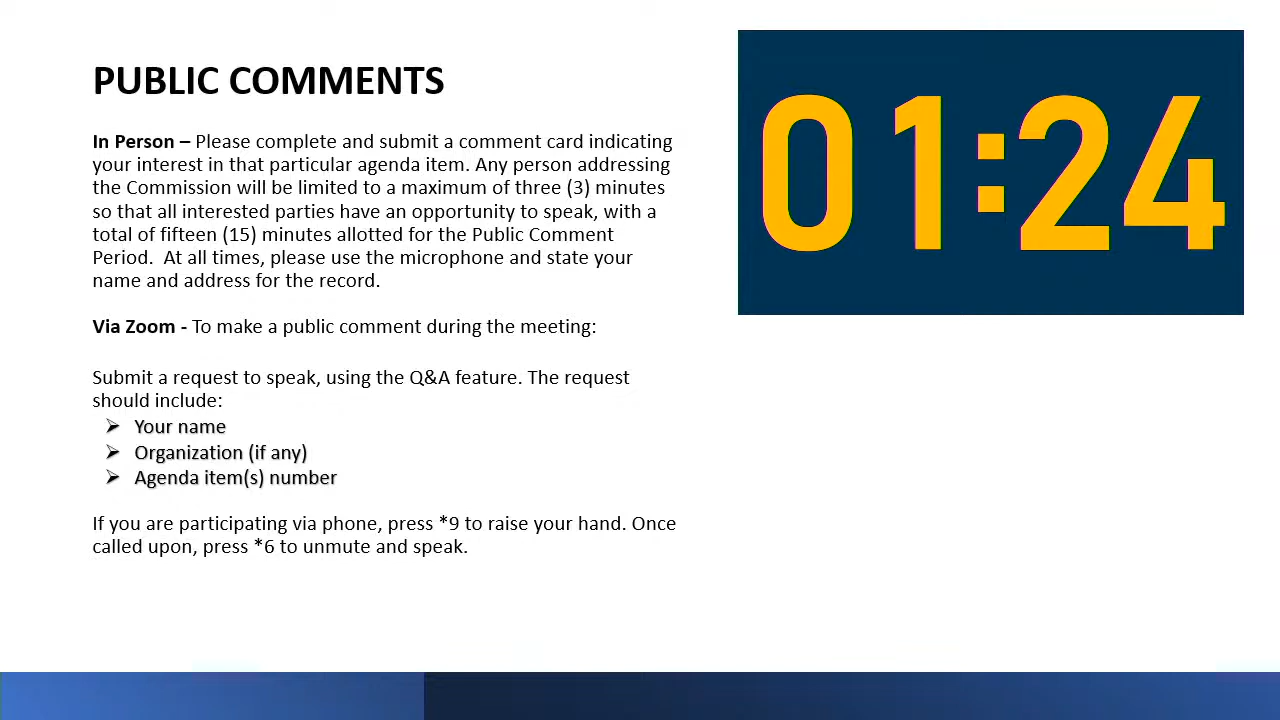 PUBLIC COMMENTS
In Person – Please complete and submit a comment card indicating
your interest in that particular agenda item. Any person addressing
the Commission will be limited to a maximum of three (3) minutes
so that all interested parties have an opportunity to speak, with a
total of fifteen (15) minutes allotted for the Public Comment
Period.  At all times, please use the microphone and state your
name and address for the record.
Via Zoom - To make a public comment during the meeting:
Submit a request to speak, using the Q&A feature. The request
should include:
➢ Your name
➢ Organization (if any)
➢ Agenda item(s) number
If you are participating via phone, press *9 to raise your hand. Once
called upon, press *6 to unmute and speak.
01:24